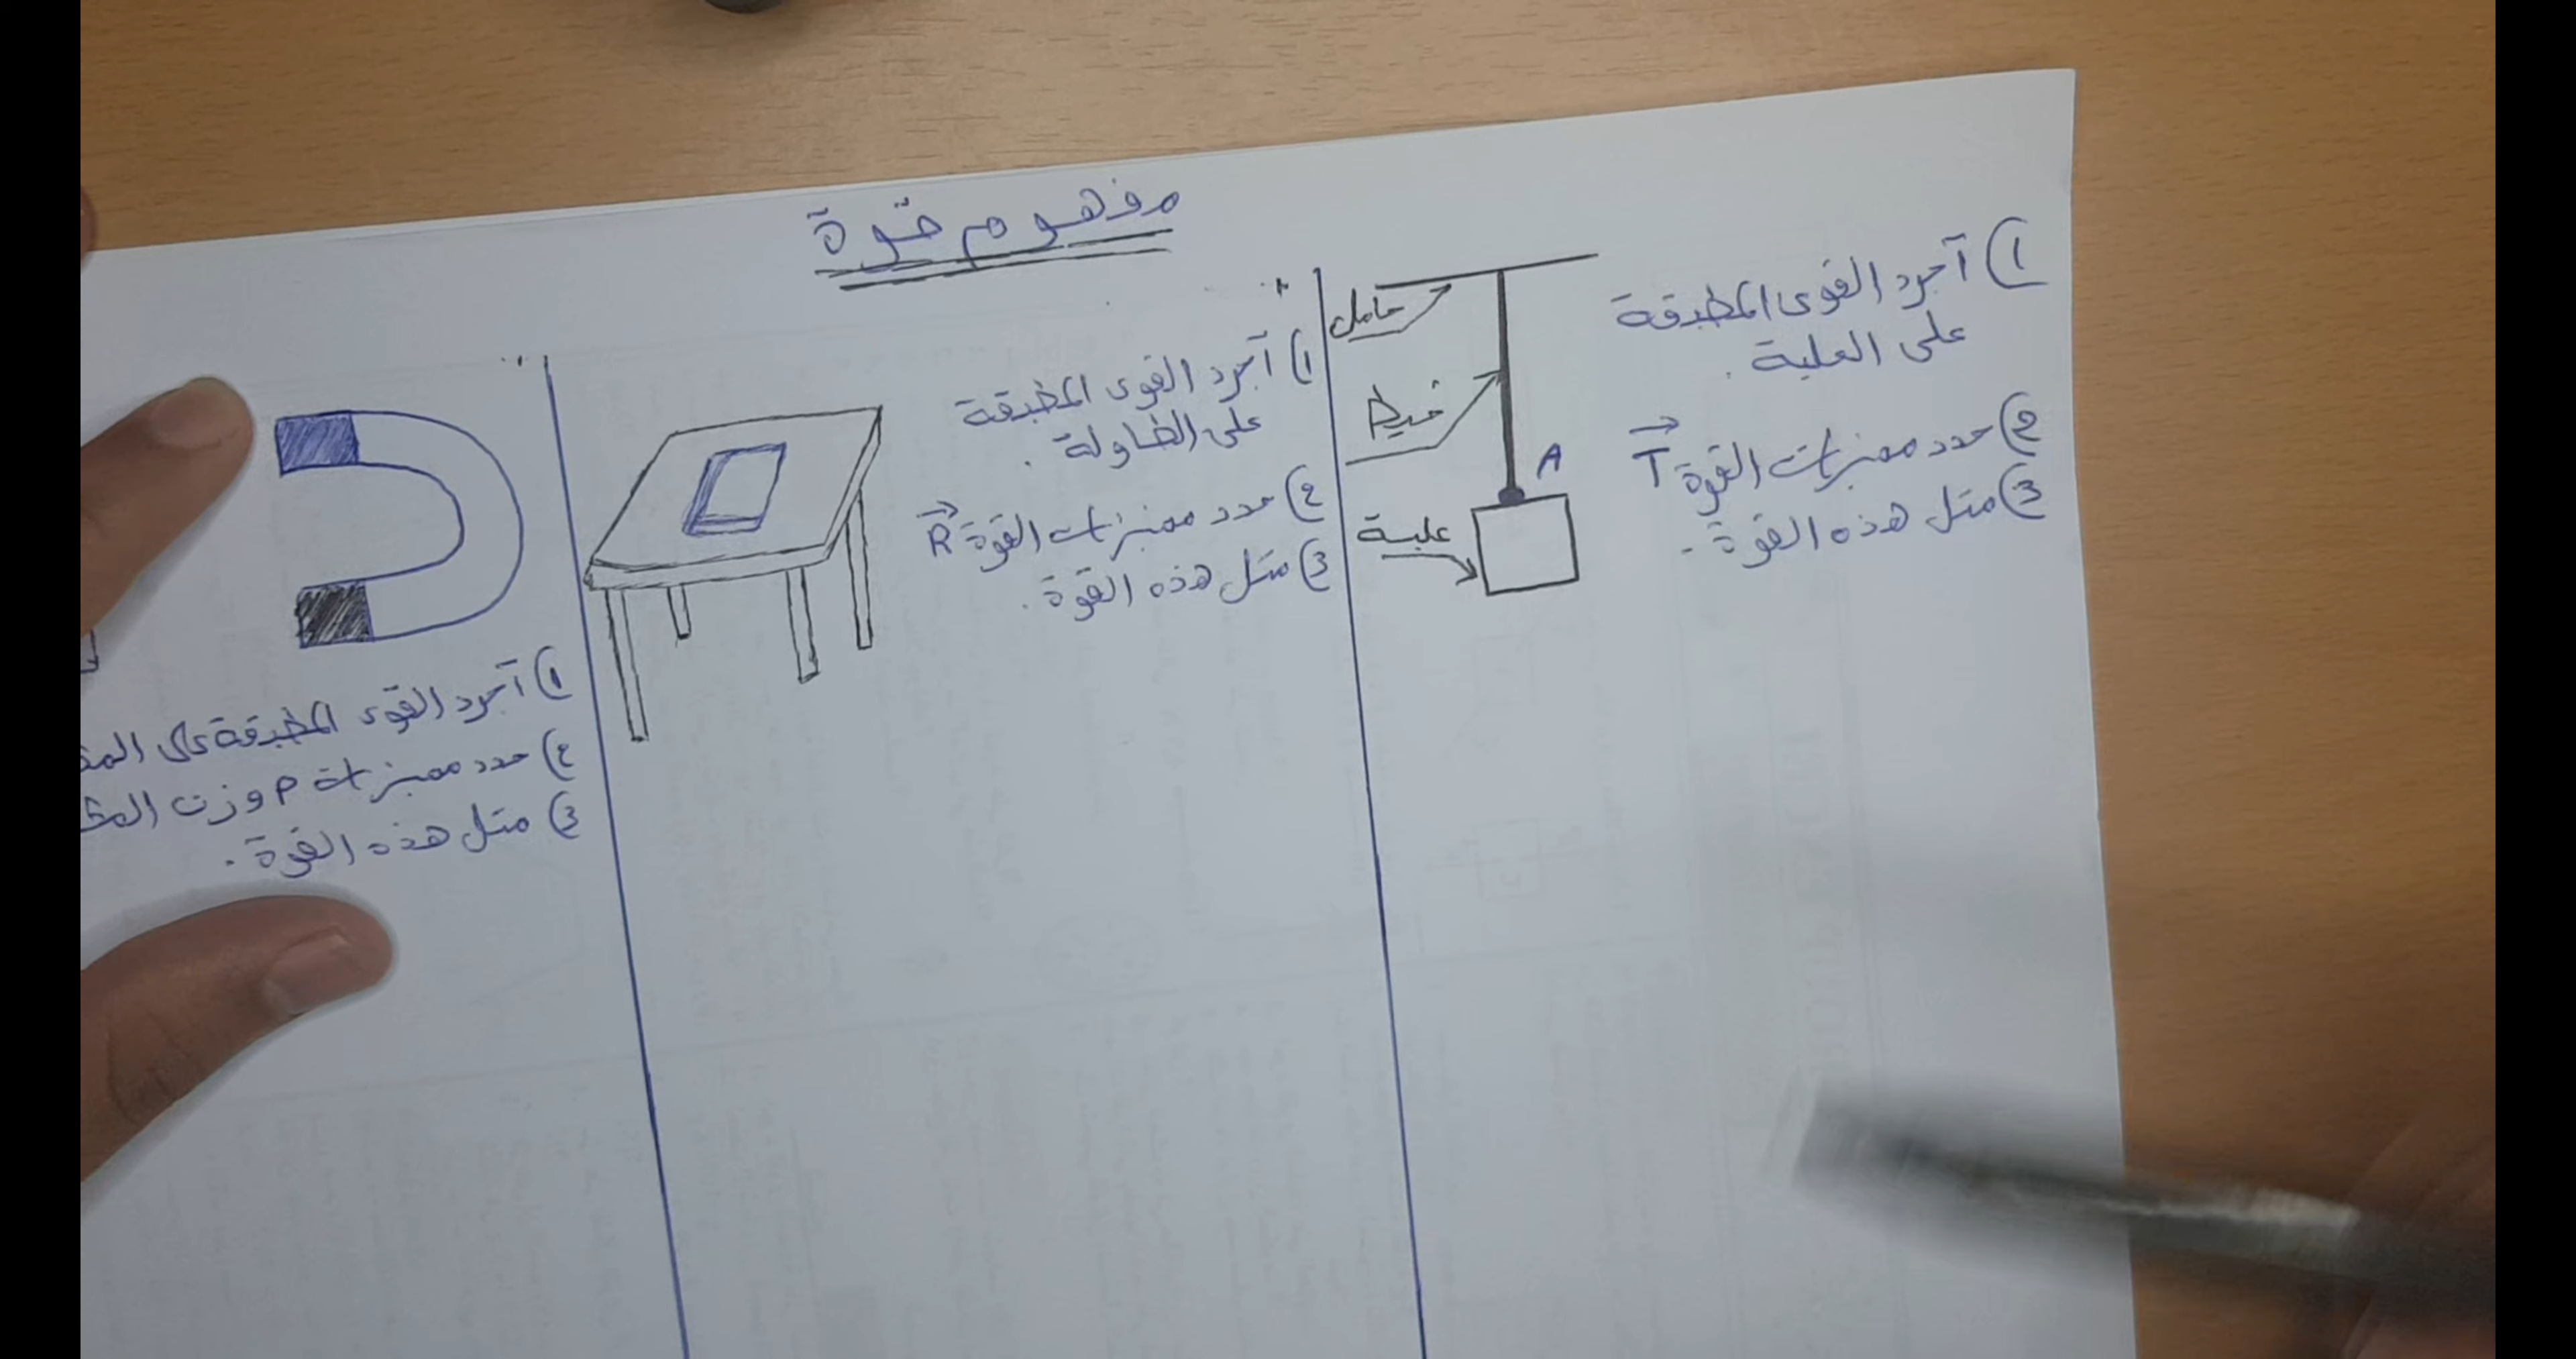 مفهوم قوة
1) أجرد القوى المطبقة
على العلبة .
2) حدد مميزات القوة T
3) مثل هذه القوة .
حامل
خيط
A
علبة
1) أجرد القوى المطبقة
على الطاولة .
2) حدد مميزات القوة R
3) مثل هذه القوة .
1) أجرد القوى المطبقة على
2) حدد مميزات P وزن
3) مثل هذه القوة .